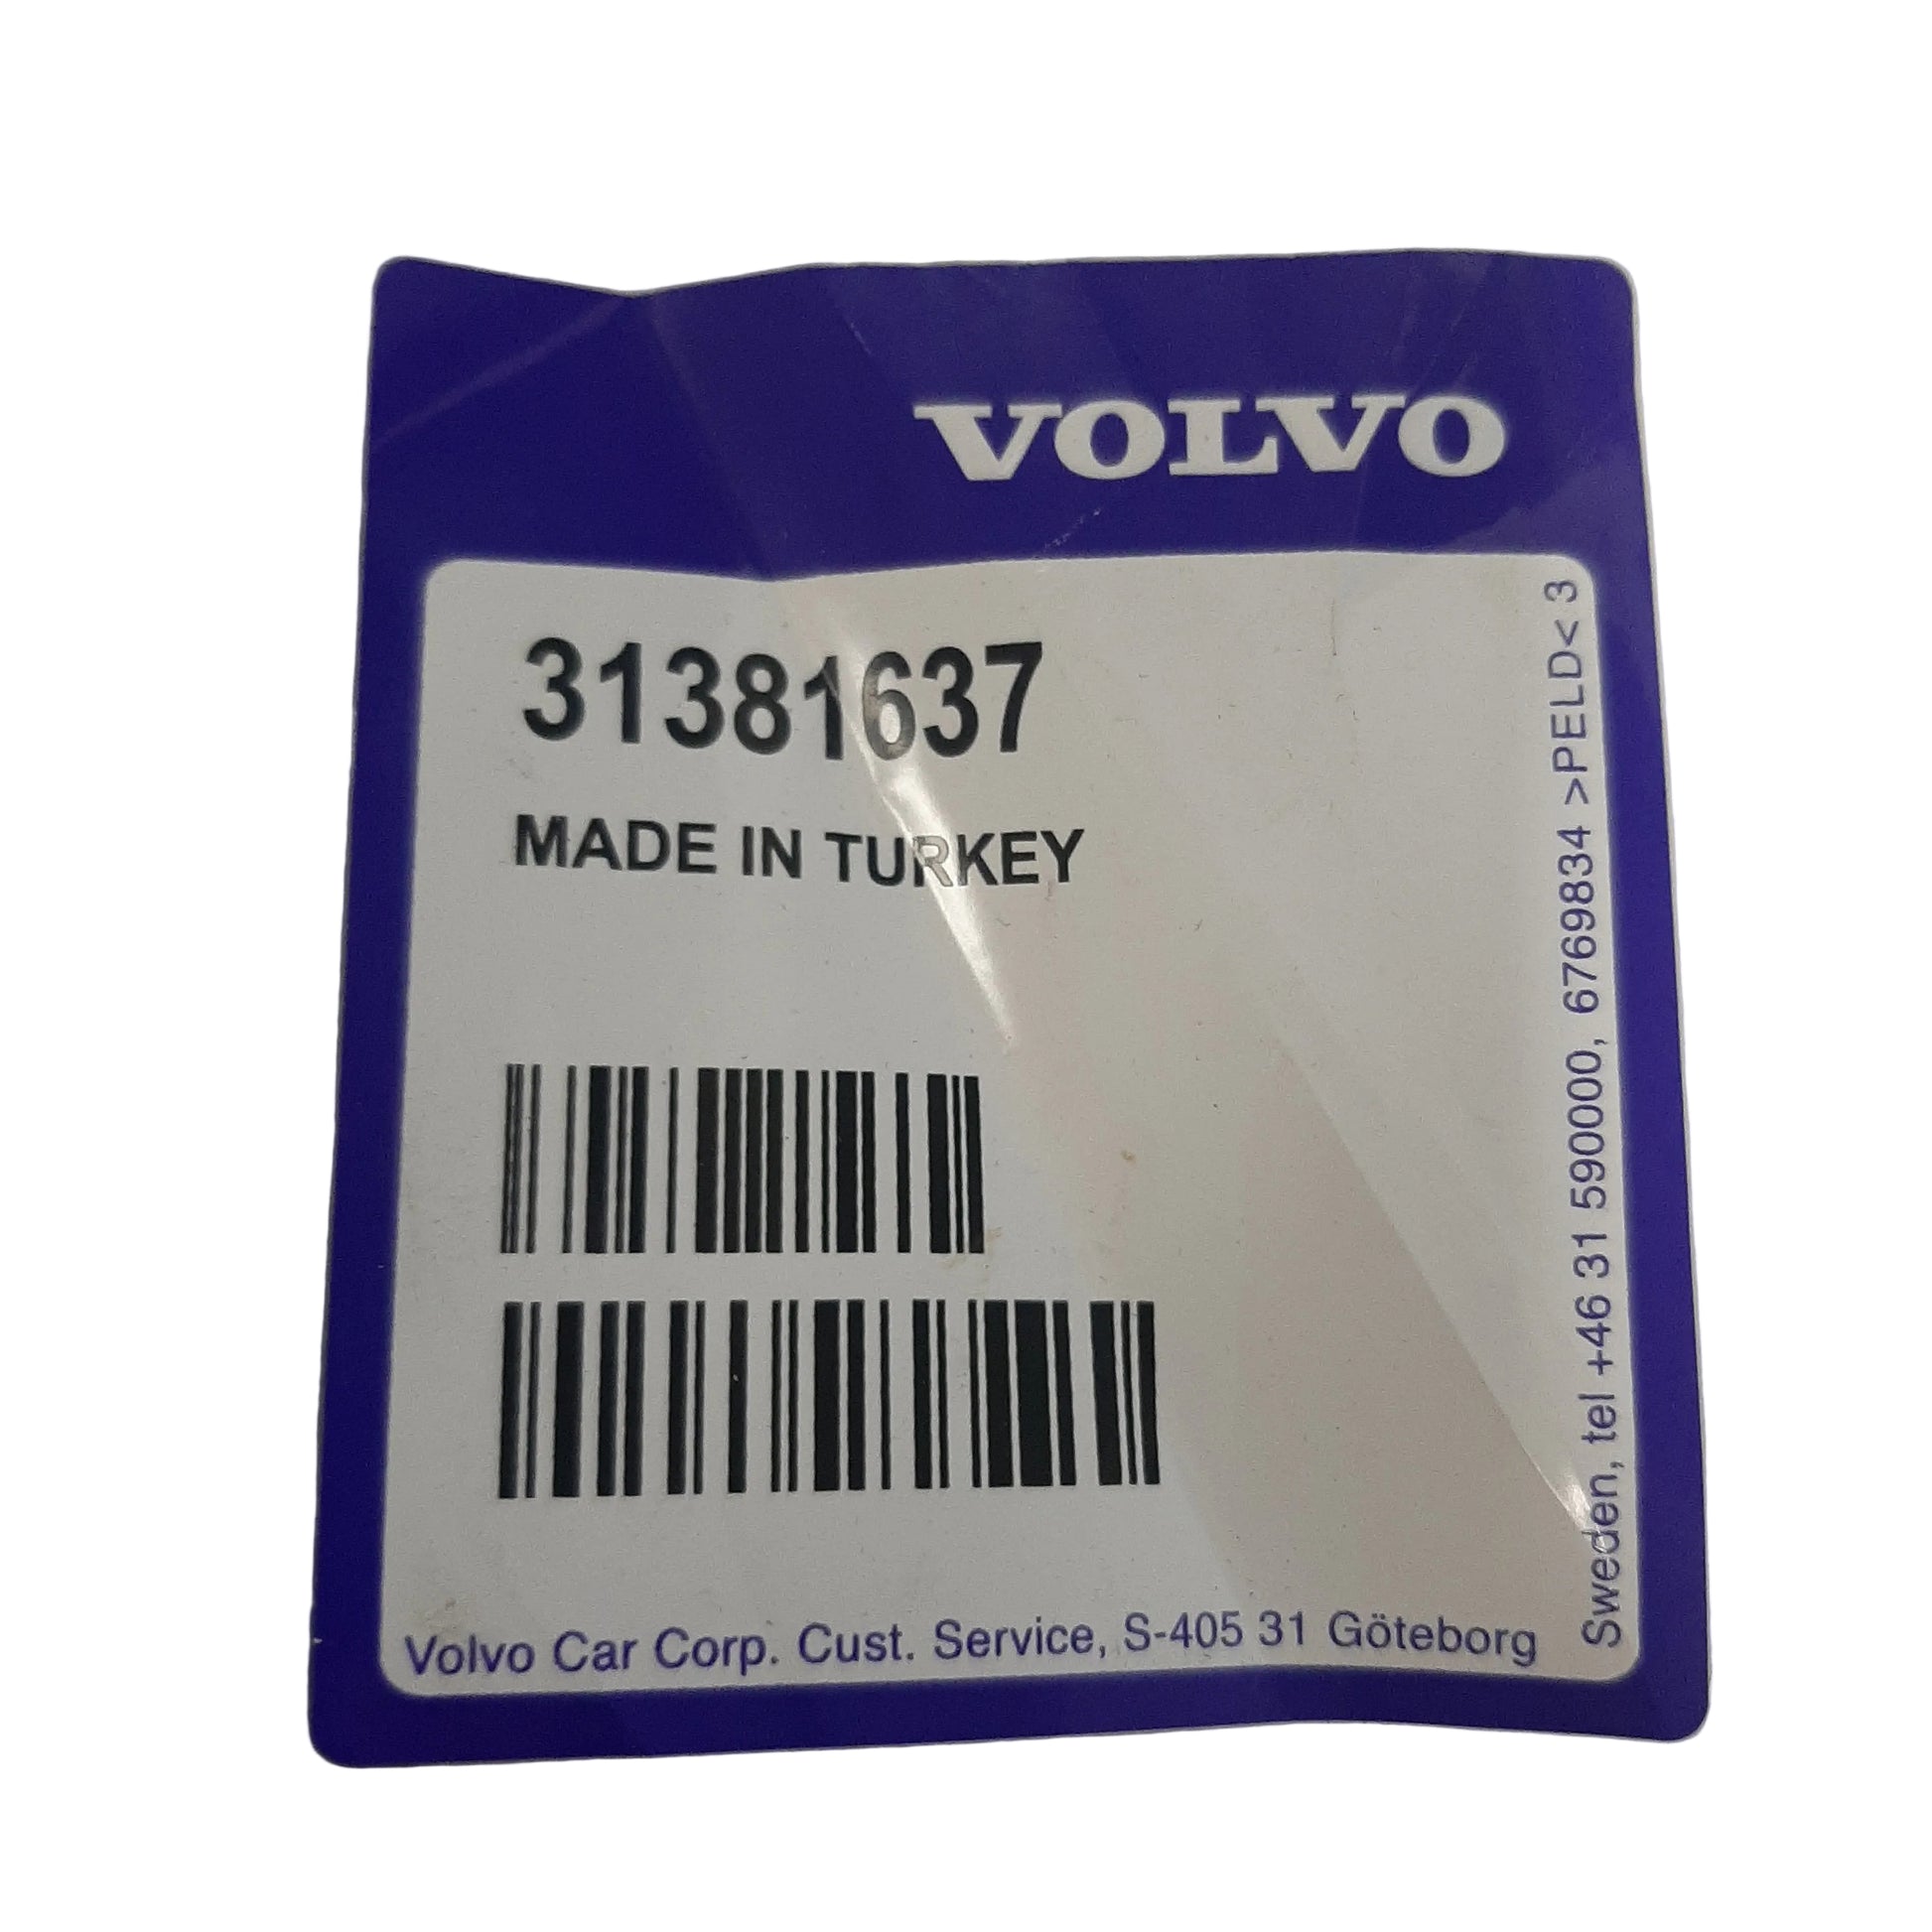 VOLVO
31381637
MADE IN TURKEY
Volvo Car Corp. Cust. Service, S-405 31 Göteborg
Sweden, tel +46 31 590000, 6769834 >PELD< 3